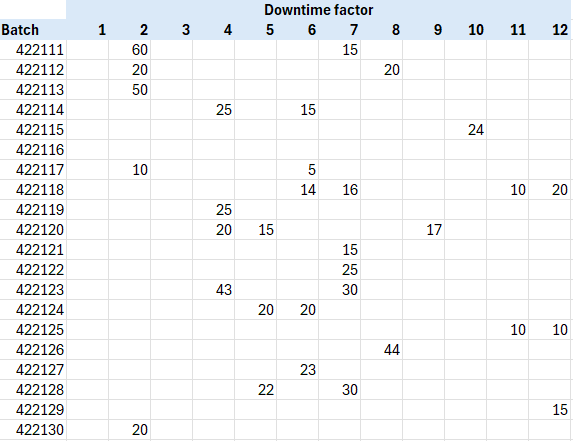 Downtime factor
Batch 1 2 3 4 5 6 7 8 9 10 11 12
422111 60 15
422112 20 20
422113 50
422114 25 15
422115 24
422116
422117 10 5
422118 14 16 10 20
422119 25
422120 20 15 17
422121 15
422122 25
422123 43 30
422124 20 20
422125 10 10
422126 44
422127 23
422128 22 30
422129 15
422130 20